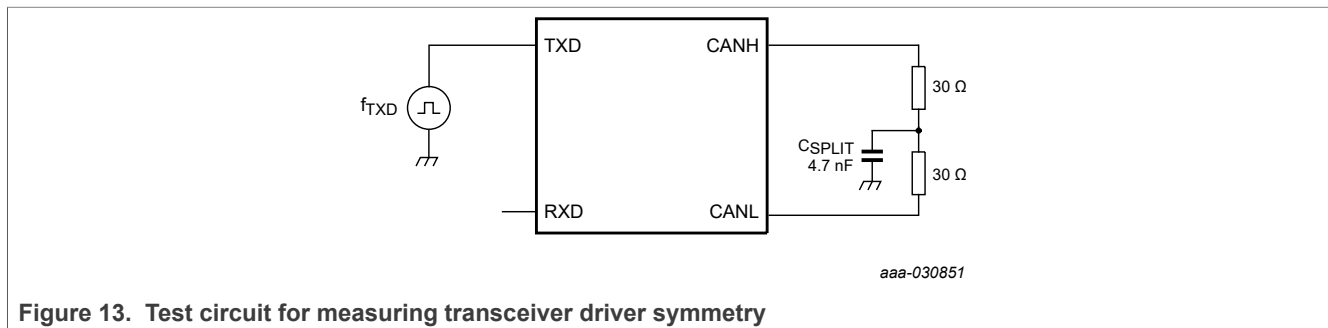 TXD
CANH
30 Ω
fTXD
CSPLIT
4.7 nF
30 Ω
RXD
CANL
aaa-030851
Figure 13. Test circuit for measuring transceiver driver symmetry